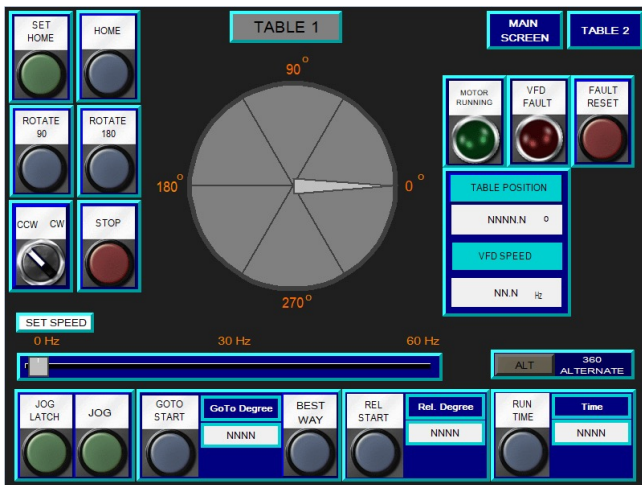 SET
HOME
HOME
TABLE 1
MAIN
SCREEN
TABLE 2
90°
180°
0°
270°
MOTOR
RUNNING
VFD
FAULT
FAULT
RESET
ROTATE
90
ROTATE
180
TABLE POSITION
NNNN.N o
VFD SPEED
NN.N Hz
CCW CW
STOP
SET SPEED
0 Hz 30 Hz 60 Hz
ALT
360
ALTERNATE
JOG
LATCH
JOG
GOTO
START
GoTo Degree
NNNN
BEST
WAY
REL
START
Rel. Degree
NNNN
RUN
TIME
Time
NNNN